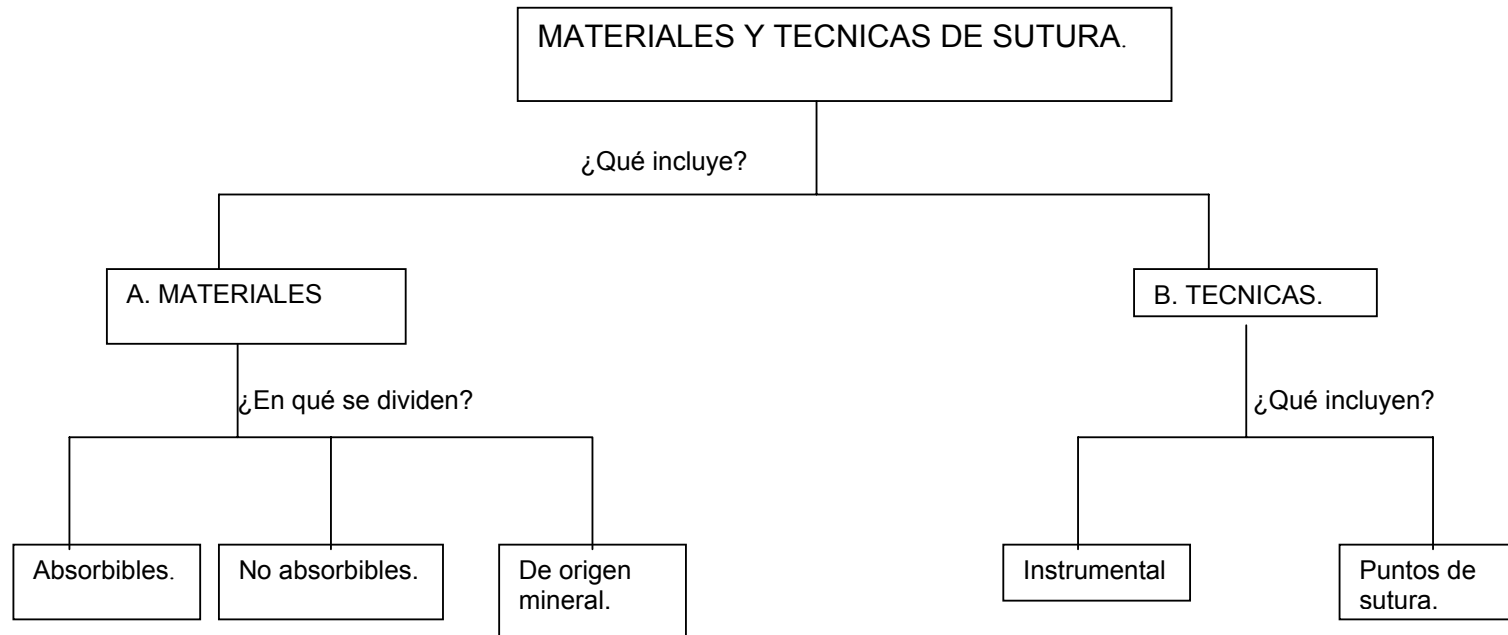 MATERIALES Y TECNICAS DE SUTURA.
¿Qué incluye?
A. MATERIALES
B. TECNICAS.
¿En qué se dividen?
¿Qué incluyen?
Absorbibles.
No absorbibles.
De origen
mineral.
Instrumental
Puntos de
sutura.